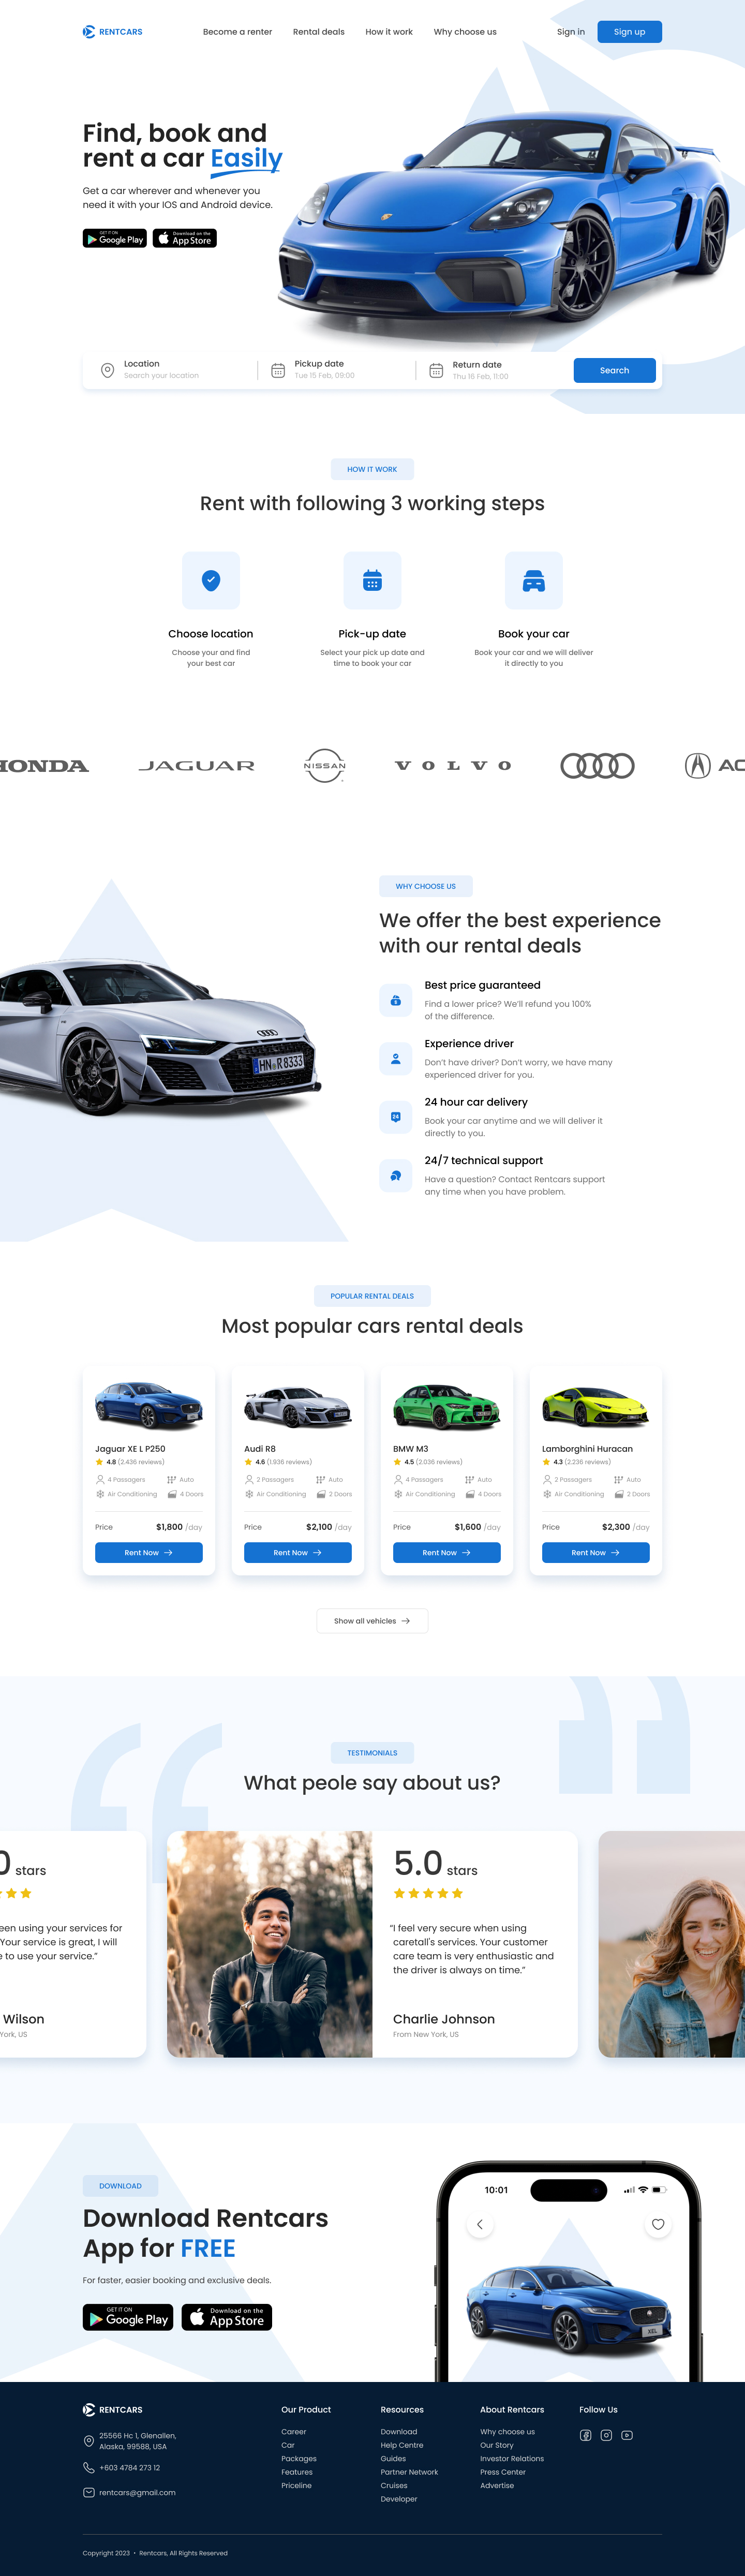 RENTCARS
Become a renter
Rental deals
How it work
Why choose us
Sign in
Sign up
Find, book and
rent a car Easily
Get a car wherever and whenever you
need it with your IOS and Android device.
GET IT ON
Google Play
Download on the
App Store
Location
Search your location
Pickup date
Tue 15 Feb, 09:00
Return date
Thu 16 Feb, 11:00
Search
HOW IT WORK
Rent with following 3 working steps
Choose location
Choose your and find
your best car
Pick-up date
Select your pick up date and
time to book your car
Book your car
Book your car and we will deliver
it directly to you
HONDA
JAGUAR
NISSAN
VOLVO
AC
WHY CHOOSE US
We offer the best experience
with our rental deals
HN R8333
Best price guaranteed
Find a lower price? We’ll refund you 100%
of the difference.
Experience driver
Don’t have driver? Don’t worry, we have many
experienced driver for you.
24
24 hour car delivery
Book your car anytime and we will deliver it
directly to you.
24/7 technical support
Have a question? Contact Rentcars support
any time when you have problem.
POPULAR RENTAL DEALS
Most popular cars rental deals
Jaguar XE L P250
4.8 (2.436 reviews)
4 Passagers
Auto
Air Conditioning
4 Doors
Price
$1,800 /day
Rent Now
Audi R8
4.6 (1.936 reviews)
2 Passagers
Auto
Air Conditioning
2 Doors
Price
$2,100 /day
Rent Now
BMW M3
4.5 (2.036 reviews)
4 Passagers
Auto
Air Conditioning
4 Doors
Price
$1,600 /day
Rent Now
Lamborghini Huracan
4.3 (2.236 reviews)
2 Passagers
Auto
Air Conditioning
2 Doors
Price
$2,300 /day
Rent Now
Show all vehicles
TESTIMONIALS
What peole say about us?
0 stars
een using your services for
Your service is great, I will
e to use your service.”
Wilson
York, US
5.0 stars
“I feel very secure when using
caretall's services. Your customer
care team is very enthusiastic and
the driver is always on time.”
Charlie Johnson
From New York, US
DOWNLOAD
Download Rentcars
App for FREE
For faster, easier booking and exclusive deals.
GET IT ON
Google Play
Download on the
App Store
10:01
XEL
RENTCARS
25566 Hc 1, Glenallen,
Alaska, 99588, USA
+603 4784 273 12
rentcars@gmail.com
Our Product
Career
Car
Packages
Features
Priceline
Resources
Download
Help Centre
Guides
Partner Network
Cruises
Developer
About Rentcars
Why choose us
Our Story
Investor Relations
Press Center
Advertise
Follow Us
Copyright 2023 • Rentcars, All Rights Reserved